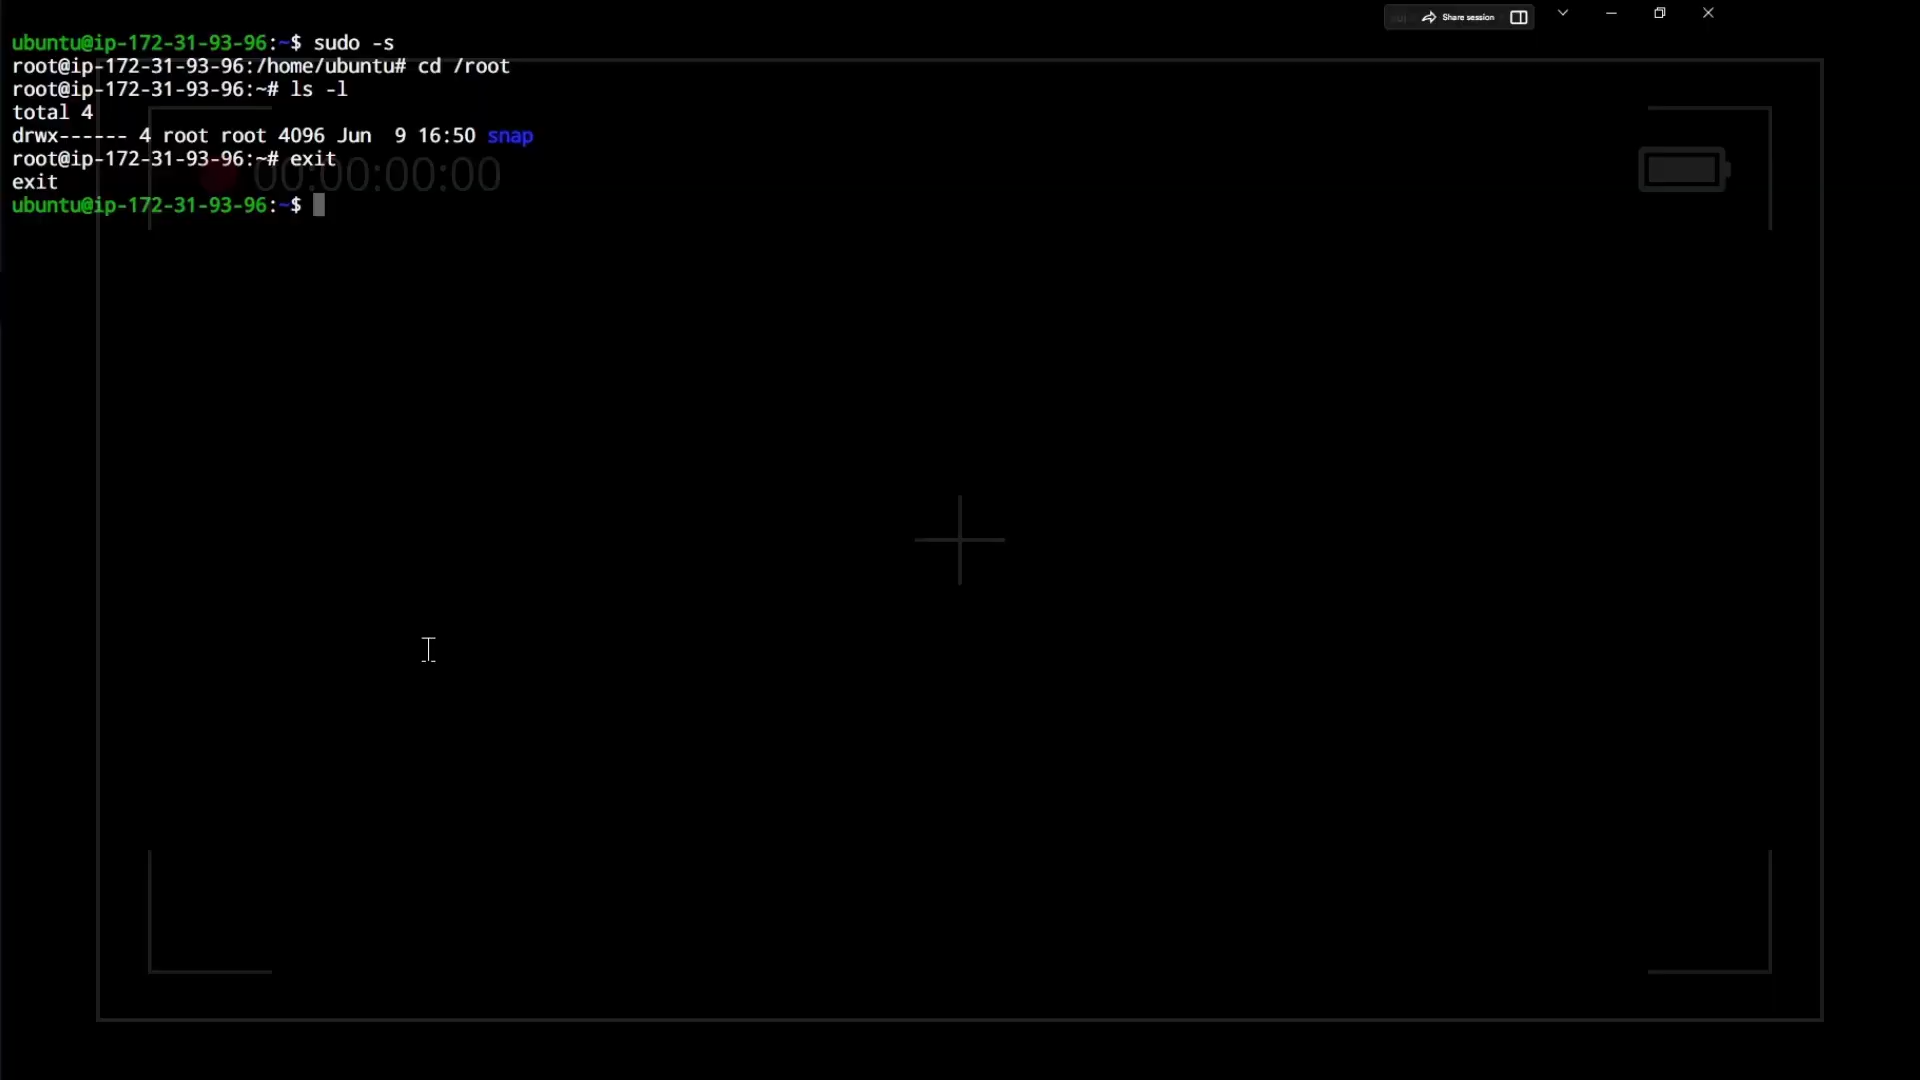 Share session
ubuntu@ip-172-31-93-96:~$ sudo -s
root@ip-172-31-93-96:/home/ubuntu# cd /root
root@ip-172-31-93-96:~# ls -l
total 4
drwx------ 4 root root 4096 Jun  9 16:50 snap
root@ip-172-31-93-96:~# exit
00:00:00:00
exit
ubuntu@ip-172-31-93-96:~$